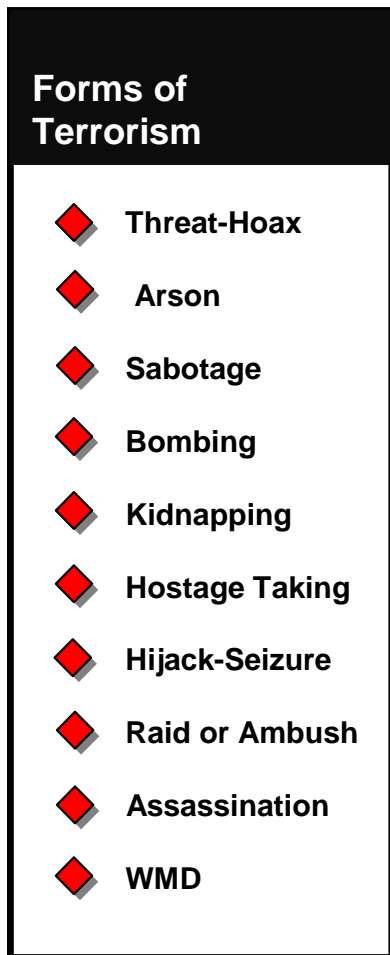 Forms of
Terrorism
Threat-Hoax
Arson
Sabotage
Bombing
Kidnapping
Hostage Taking
Hijack-Seizure
Raid or Ambush
Assassination
WMD